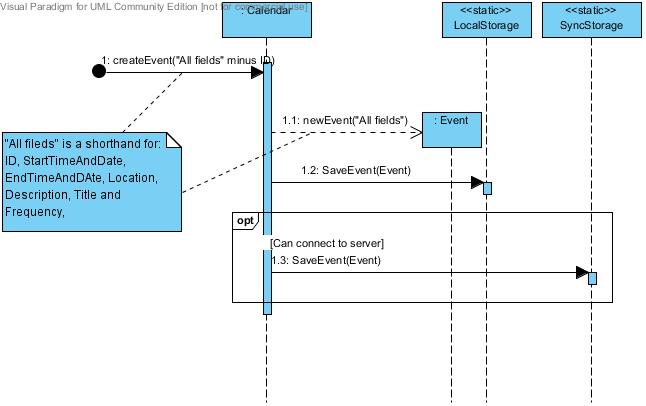 Visual Paradigm for UML Community Edition [not for commercial use]
: Calendar
<<static>>
LocalStorage
<<static>>
SyncStorage
1: createEvent("All fields" minus ID)
1.1: newEvent("All fields")
: Event
"All fileds" is a shorthand for:
ID, StartTimeAndDate,
EndTimeAndDAte, Location,
Description, Title and
Frequency,
1.2: SaveEvent(Event)
opt
[Can connect to server]
1.3: SaveEvent(Event)